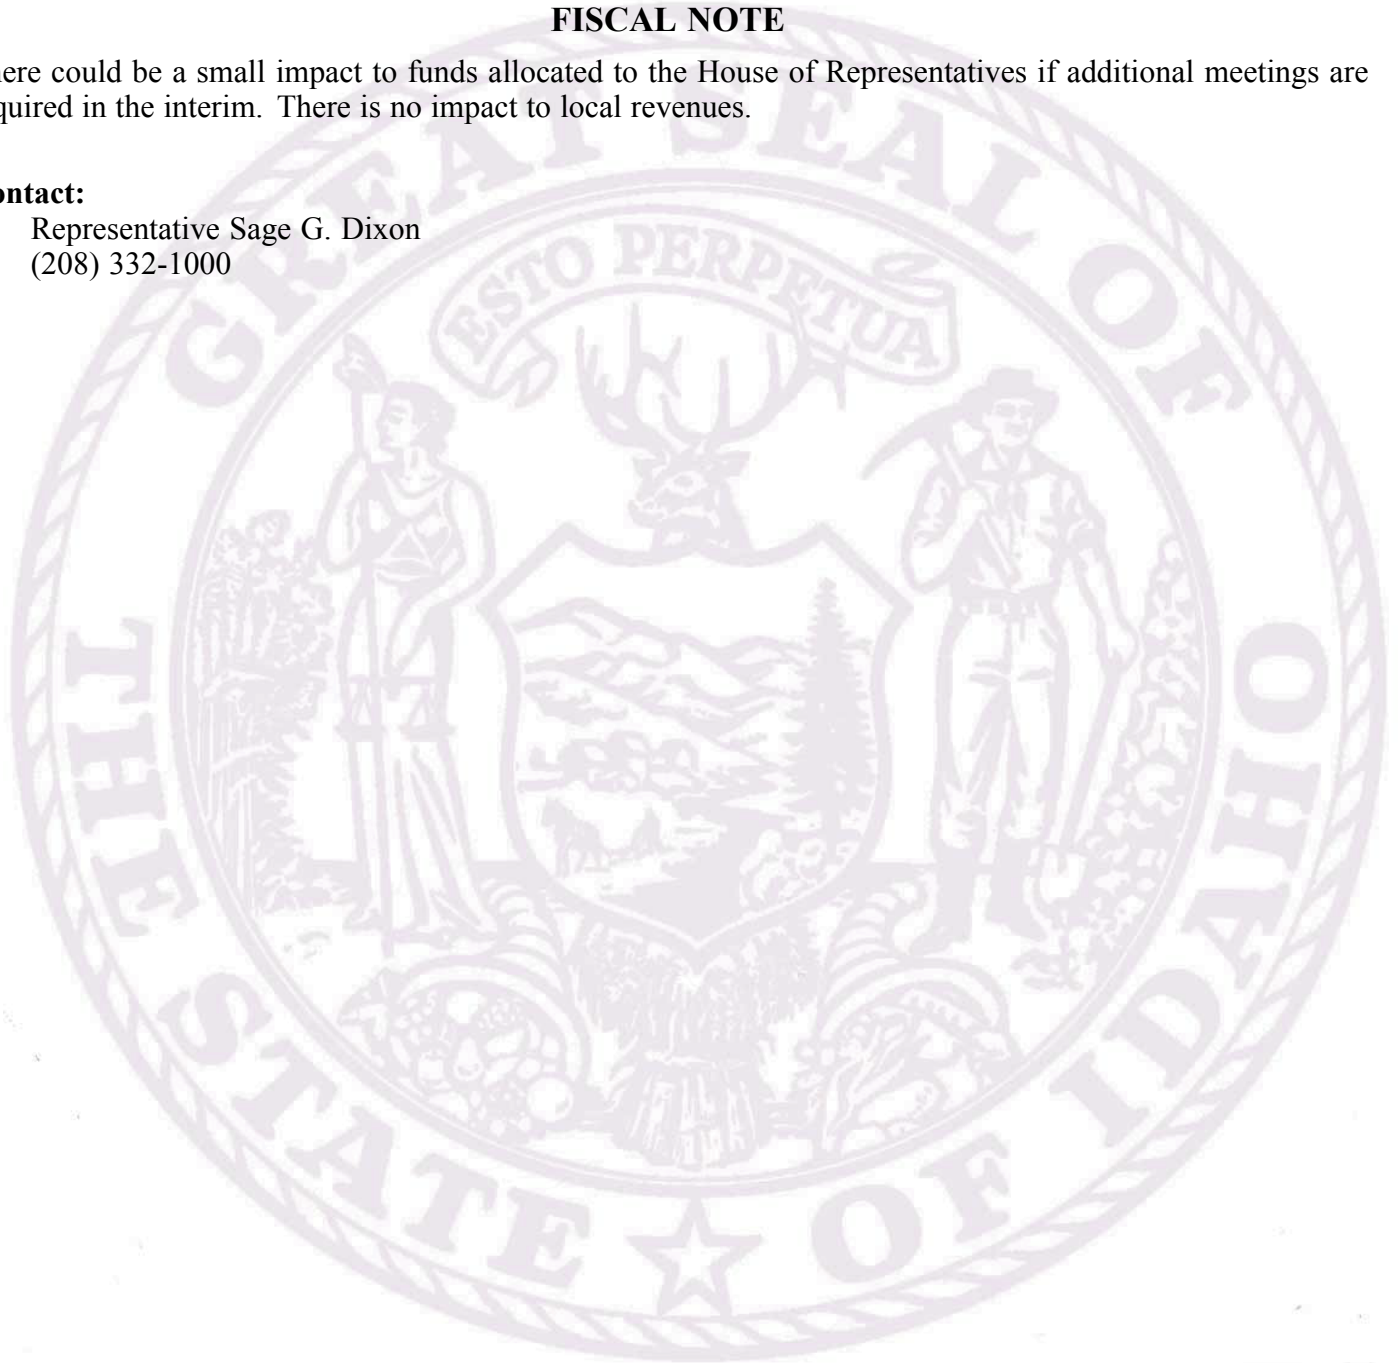 FISCAL NOTE
here could be a small impact to funds allocated to the House of Representatives if additional meetings are
quired in the interim. There is no impact to local revenues.
ontact:
Representative Sage G. Dixon
(208) 332-1000
GREAT SEAL OF
ESTO PERPETUA
THE
STATE OF IDAHO